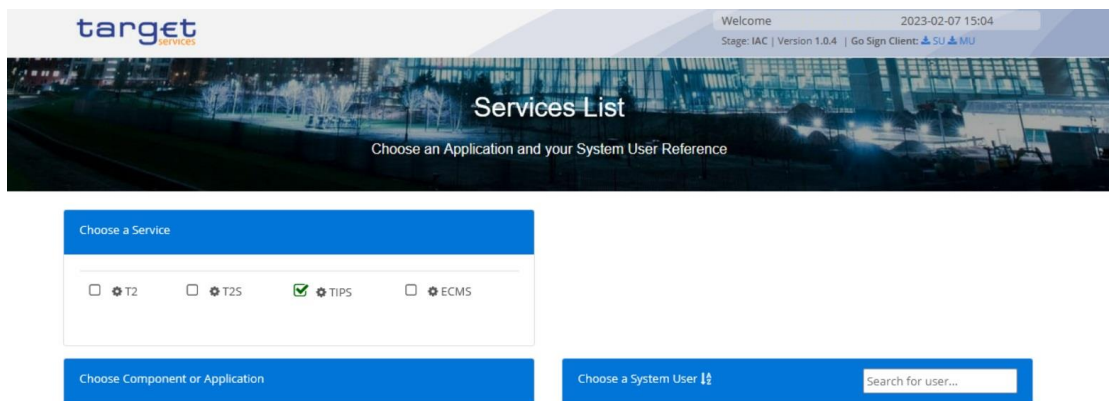 target
services
Welcome 2023-02-07 15:04
Stage: IAC | Version 1.0.4 | Go Sign Client: SU MU
Services List
Choose an Application and your System User Reference
Choose a Service
T2 T2S TIPS ECMS
Choose Component or Application
Choose a System User
Search for user...